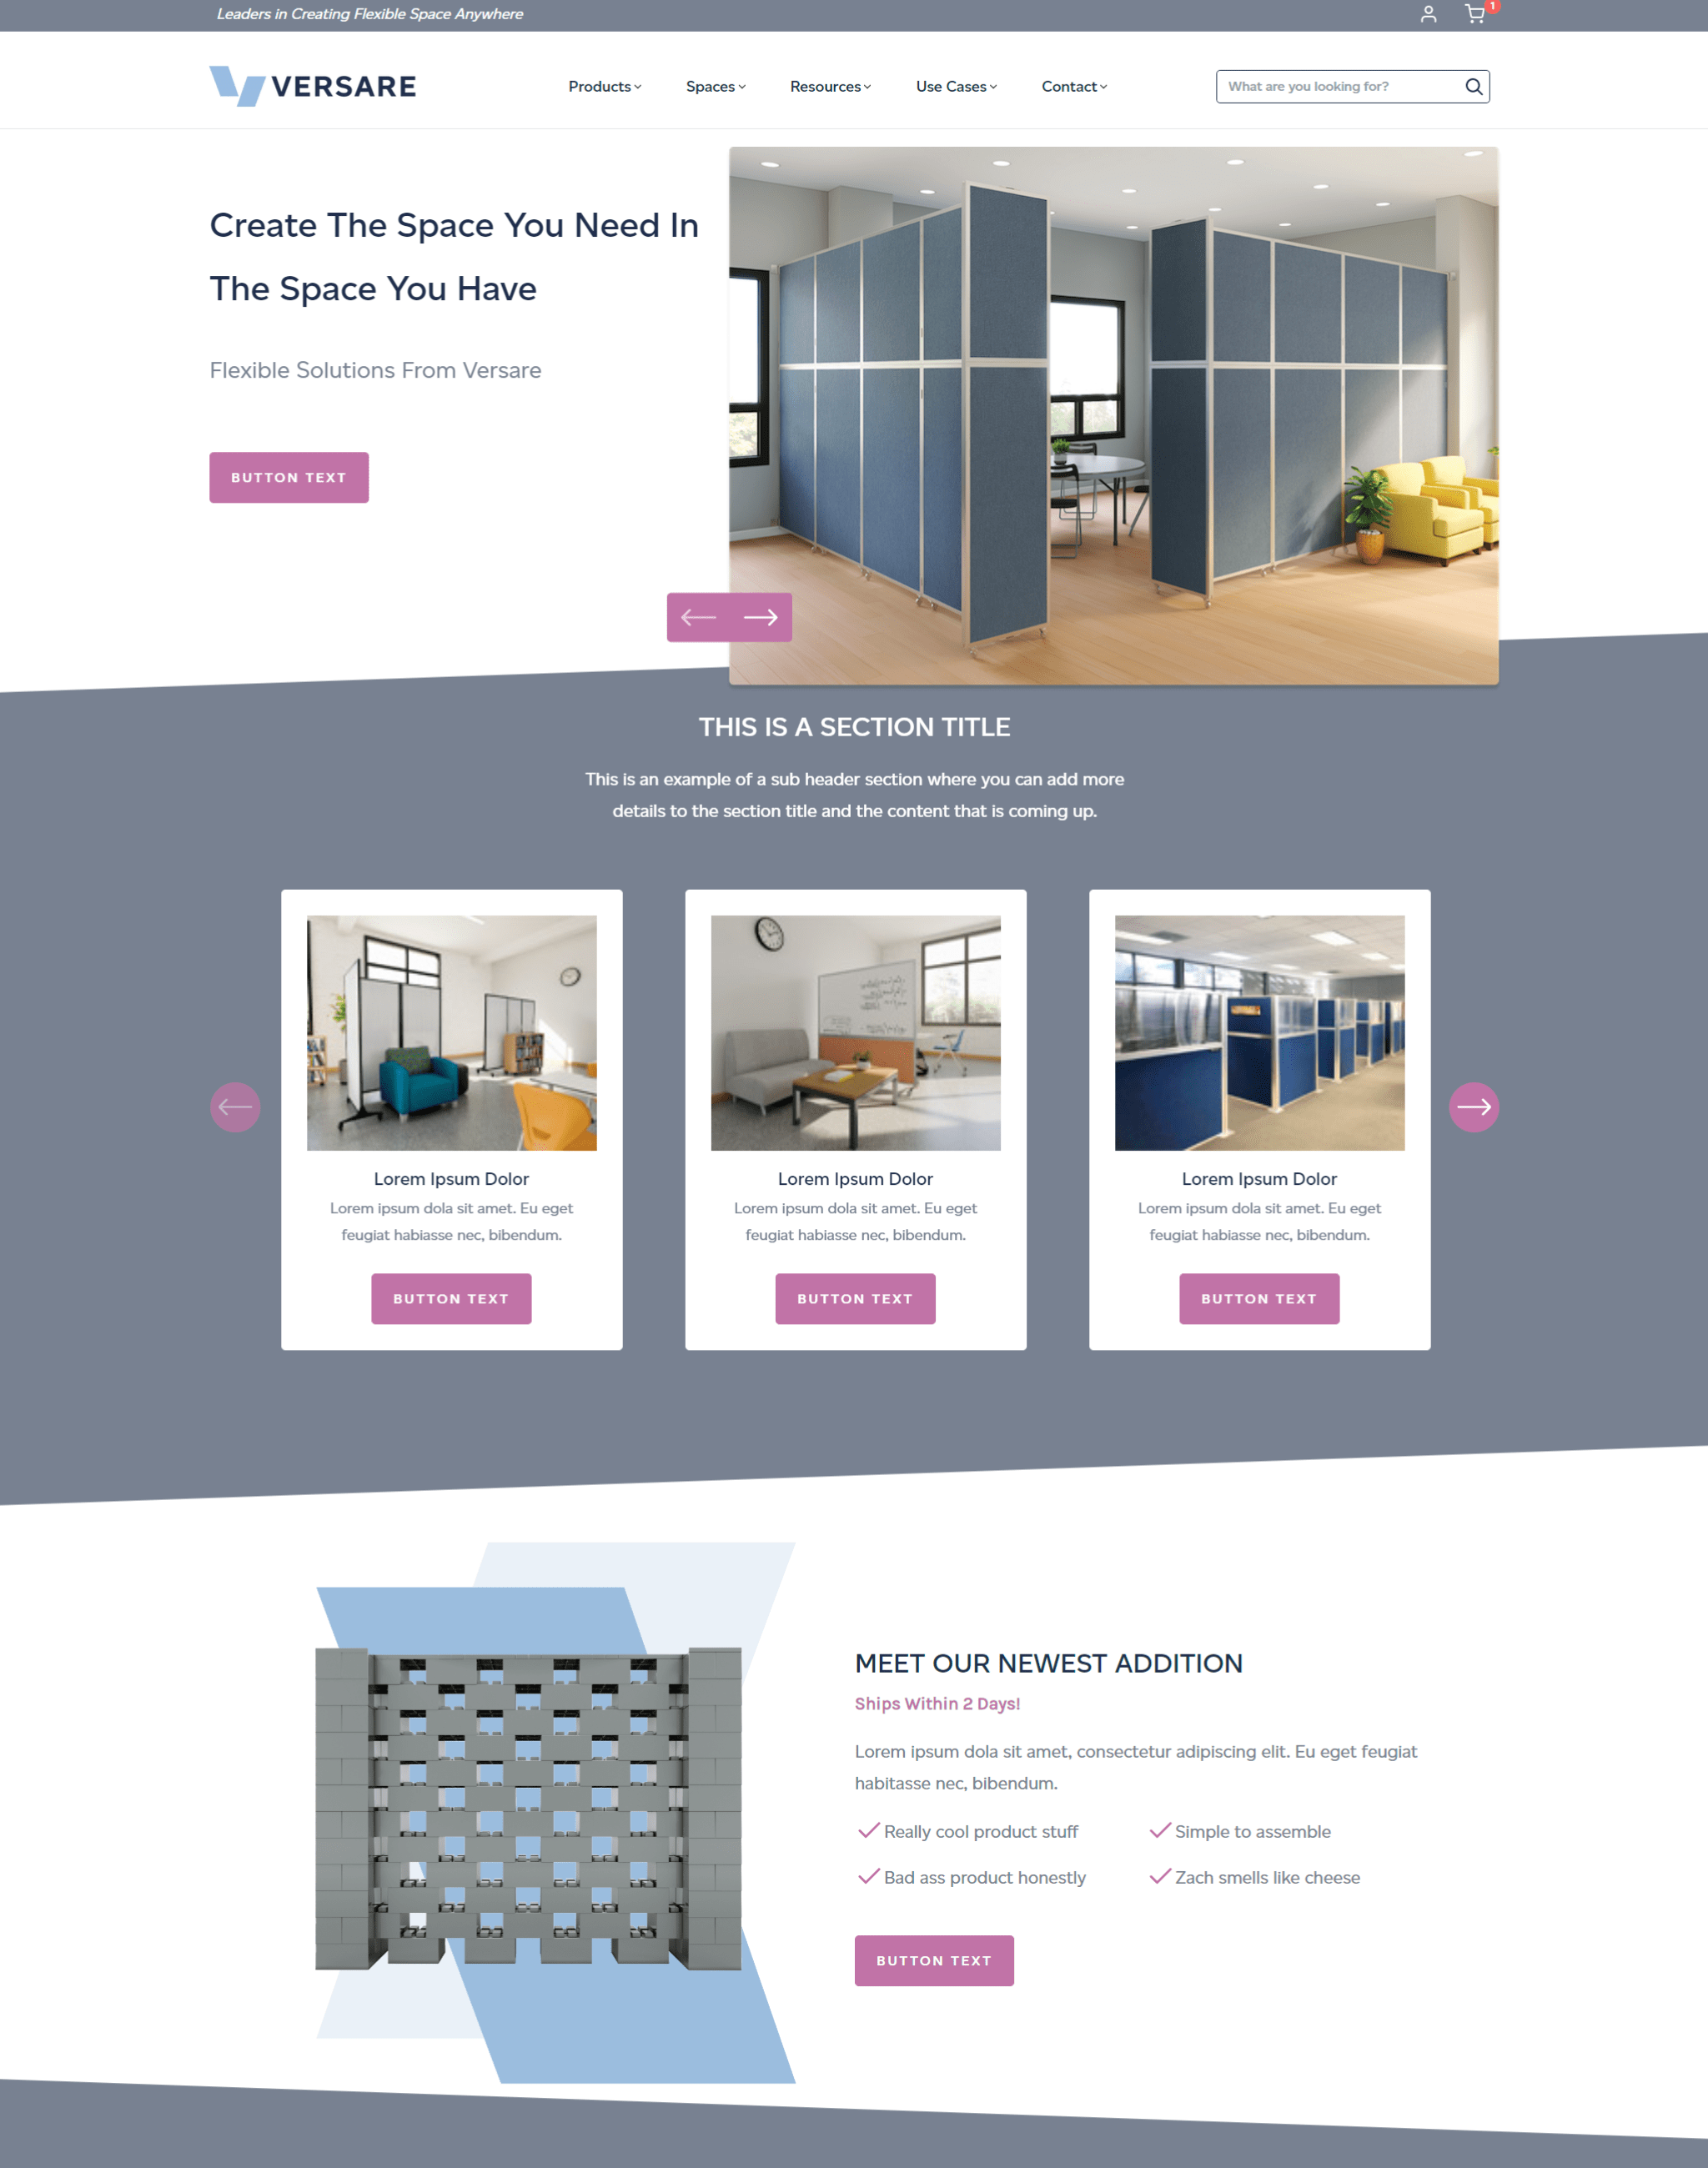 Leaders in Creating Flexible Space Anywhere
1
VERSARE
Products
Spaces
Resources
Use Cases
Contact
What are you looking for?
Create The Space You Need In
The Space You Have
Flexible Solutions From Versare
BUTTON TEXT
THIS IS A SECTION TITLE
This is an example of a sub header section where you can add more
details to the section title and the content that is coming up.
Lorem Ipsum Dolor
Lorem ipsum dola sit amet. Eu eget
feugiat habiasse nec, bibendum.
BUTTON TEXT
Lorem Ipsum Dolor
Lorem ipsum dola sit amet. Eu eget
feugiat habiasse nec, bibendum.
BUTTON TEXT
Lorem Ipsum Dolor
Lorem ipsum dola sit amet. Eu eget
feugiat habiasse nec, bibendum.
BUTTON TEXT
MEET OUR NEWEST ADDITION
Ships Within 2 Days!
Lorem ipsum dola sit amet, consectetur adipiscing elit. Eu eget feugiat
habitasse nec, bibendum.
Really cool product stuff
Simple to assemble
Bad ass product honestly
Zach smells like cheese
BUTTON TEXT